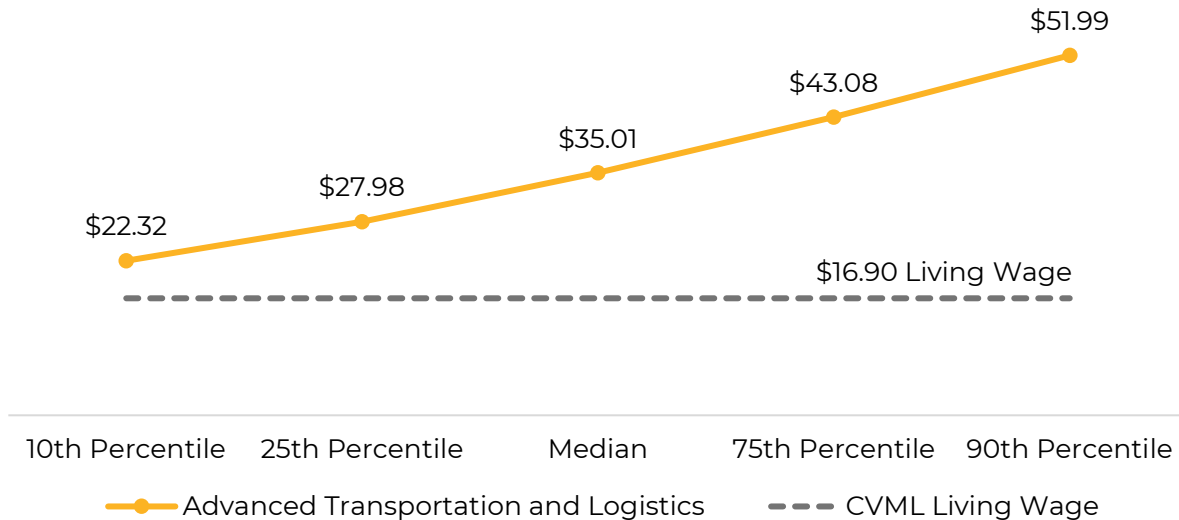 $51.99
$43.08
$35.01
$27.98
$22.32
$16.90 Living Wage
10th Percentile 25th Percentile Median 75th Percentile 90th Percentile
Advanced Transportation and Logistics CVML Living Wage